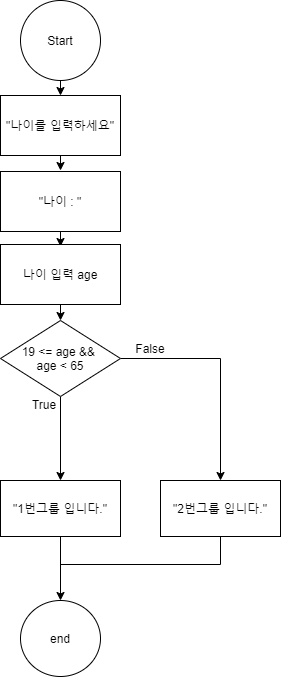 Start
"나이를 입력하세요"
"나이 : "
나이 입력 age
19 <= age &&
age < 65
False
True
"1번그룹 입니다."
"2번그룹 입니다."
end